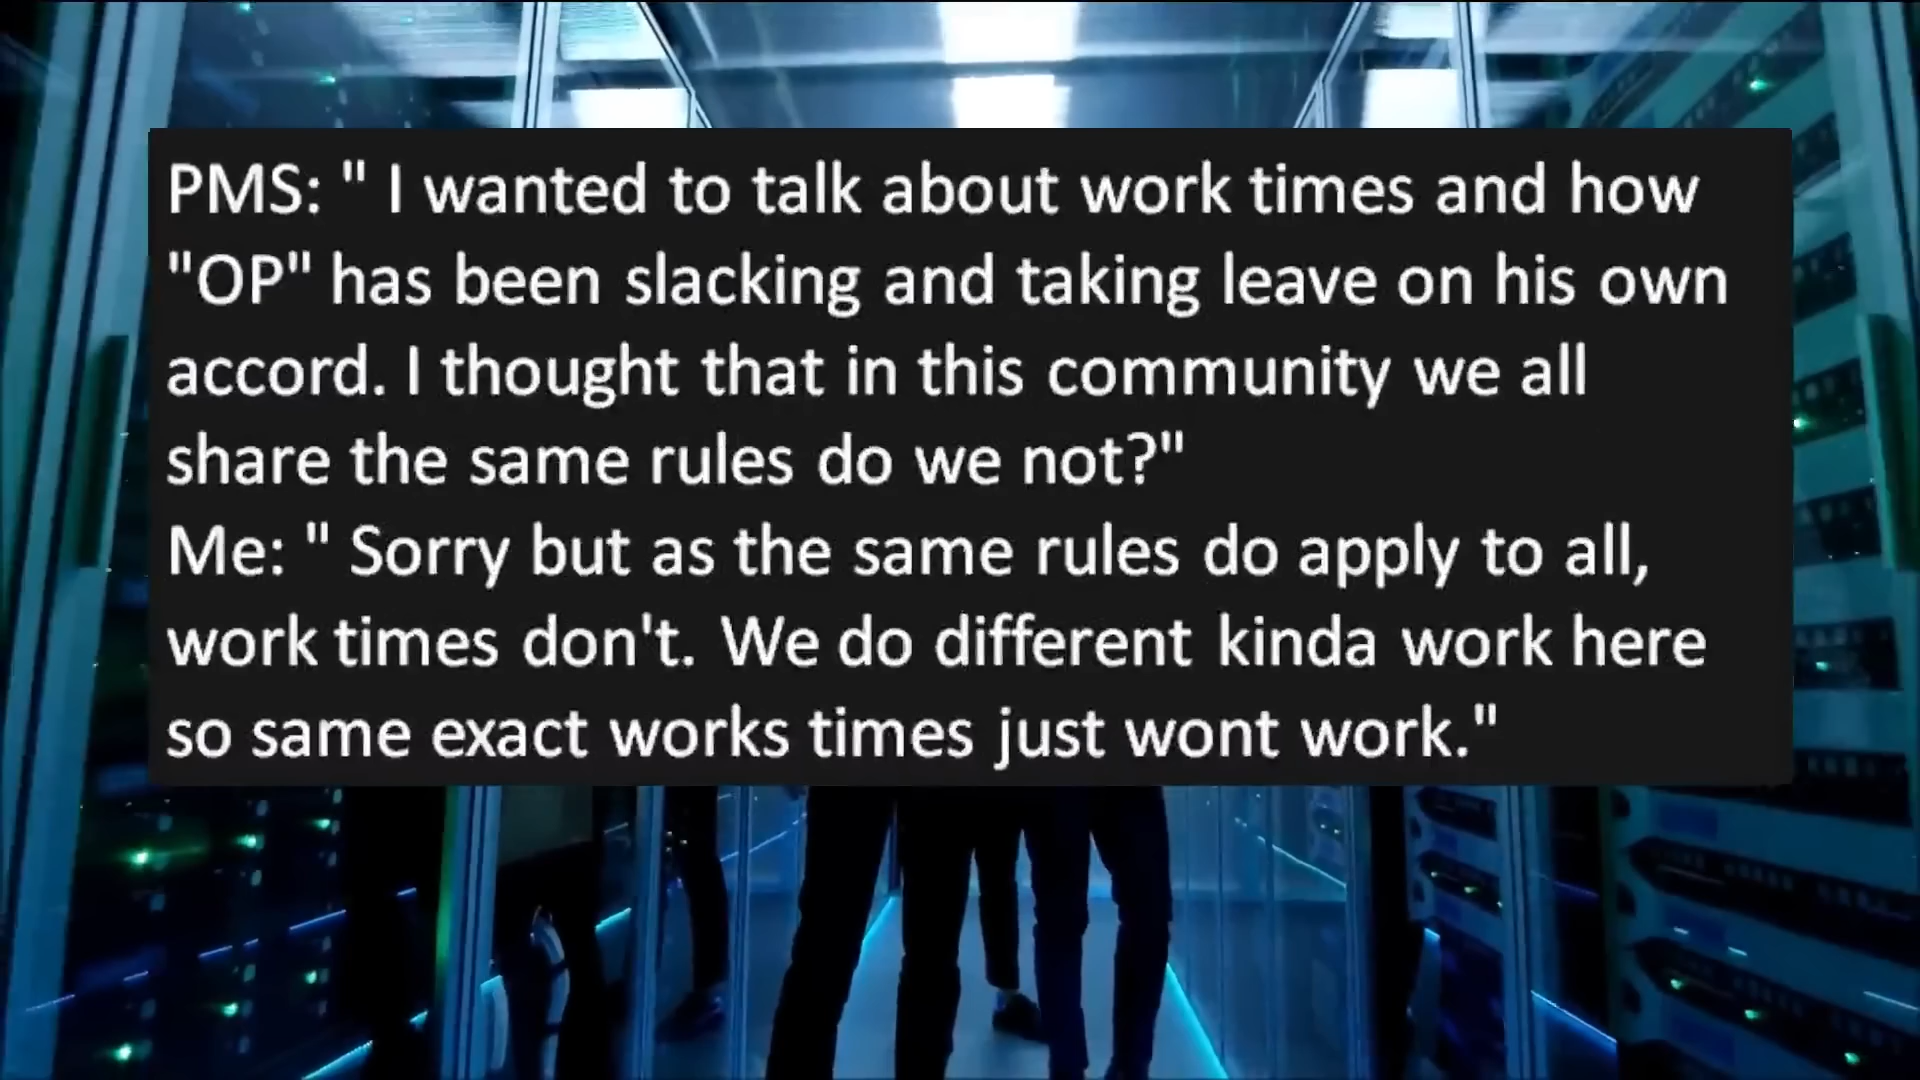 PMS: " I wanted to talk about work times and how
"OP" has been slacking and taking leave on his own
accord. I thought that in this community we all
share the same rules do we not?"
Me: " Sorry but as the same rules do apply to all,
work times don't. We do different kinda work here
so same exact works times just wont work."